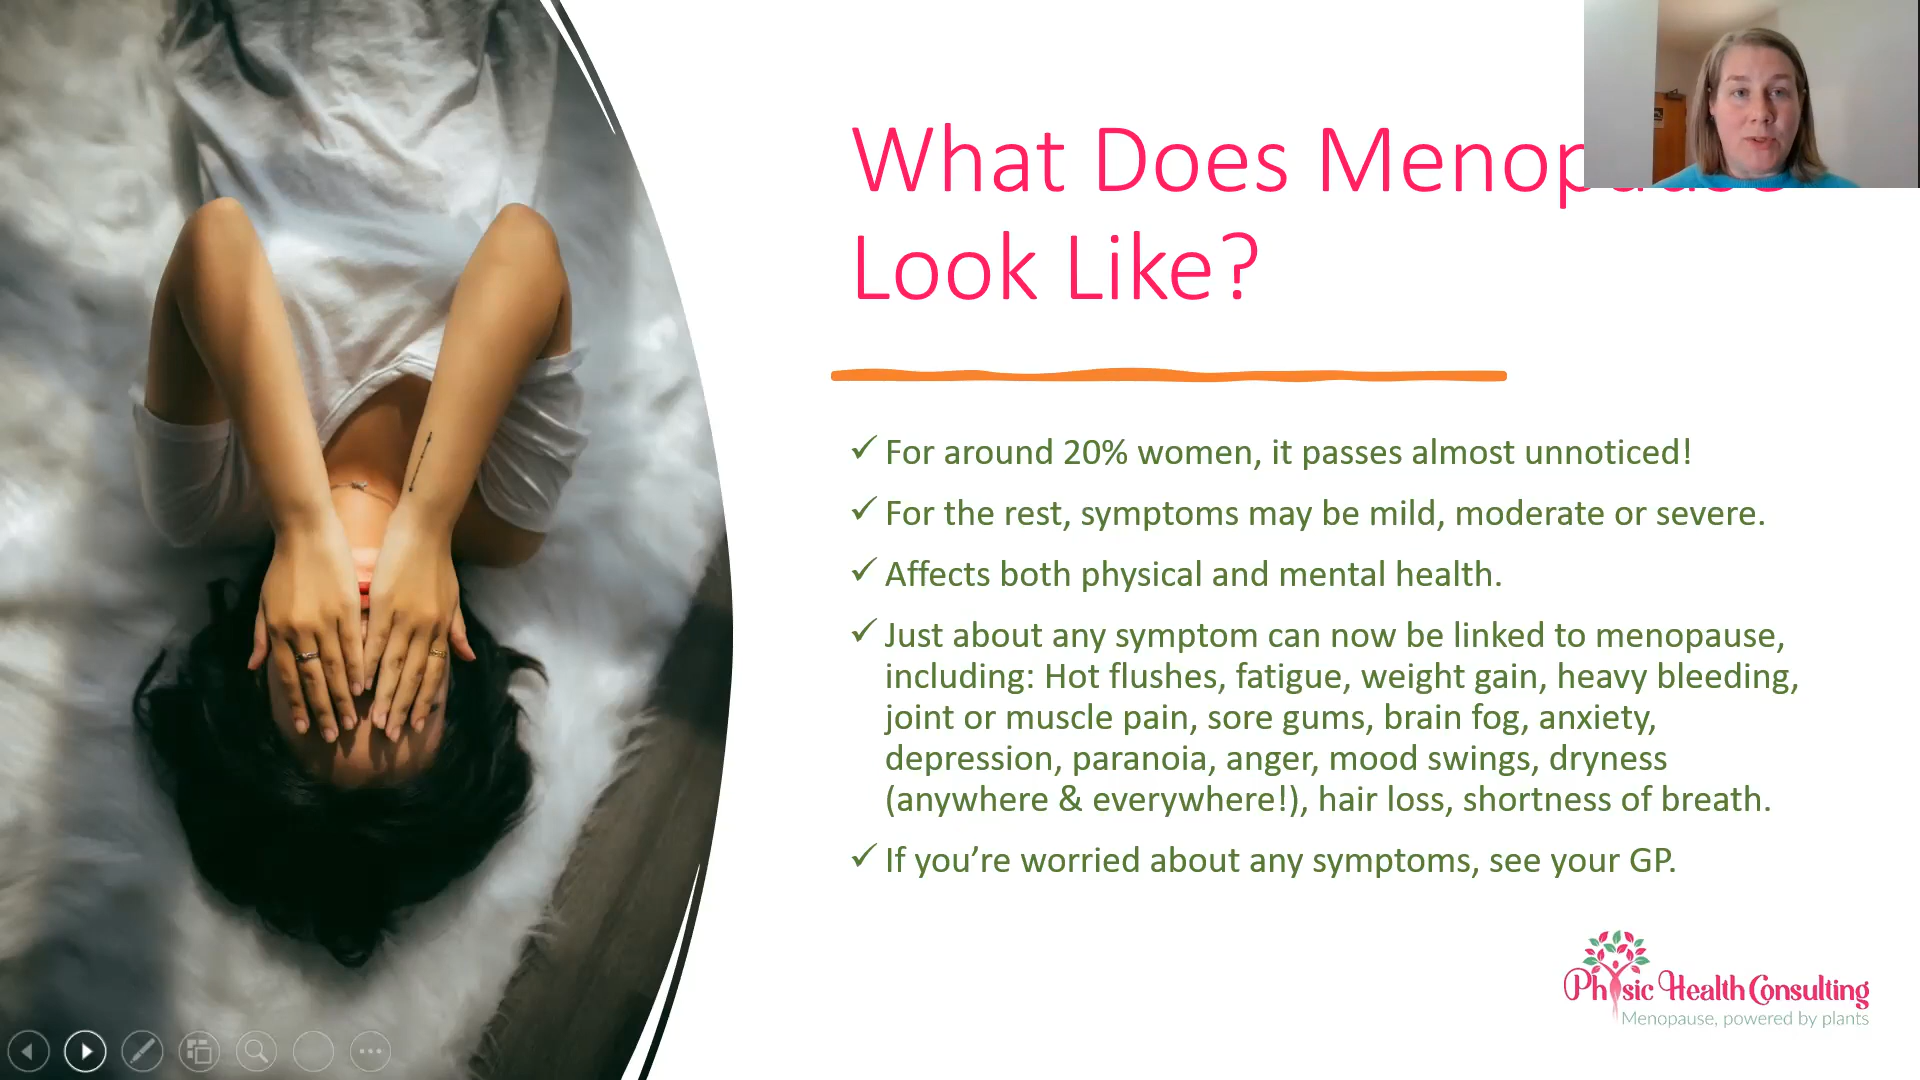 What Does Menop
Look Like?
✓ For around 20% women, it passes almost unnoticed!
✓ For the rest, symptoms may be mild, moderate or severe.
✓ Affects both physical and mental health.
✓ Just about any symptom can now be linked to menopause,
including: Hot flushes, fatigue, weight gain, heavy bleeding,
joint or muscle pain, sore gums, brain fog, anxiety,
depression, paranoia, anger, mood swings, dryness
(anywhere & everywhere!), hair loss, shortness of breath.
✓ If you’re worried about any symptoms, see your GP.
Physic Health Consulting
Menopause, powered by plants